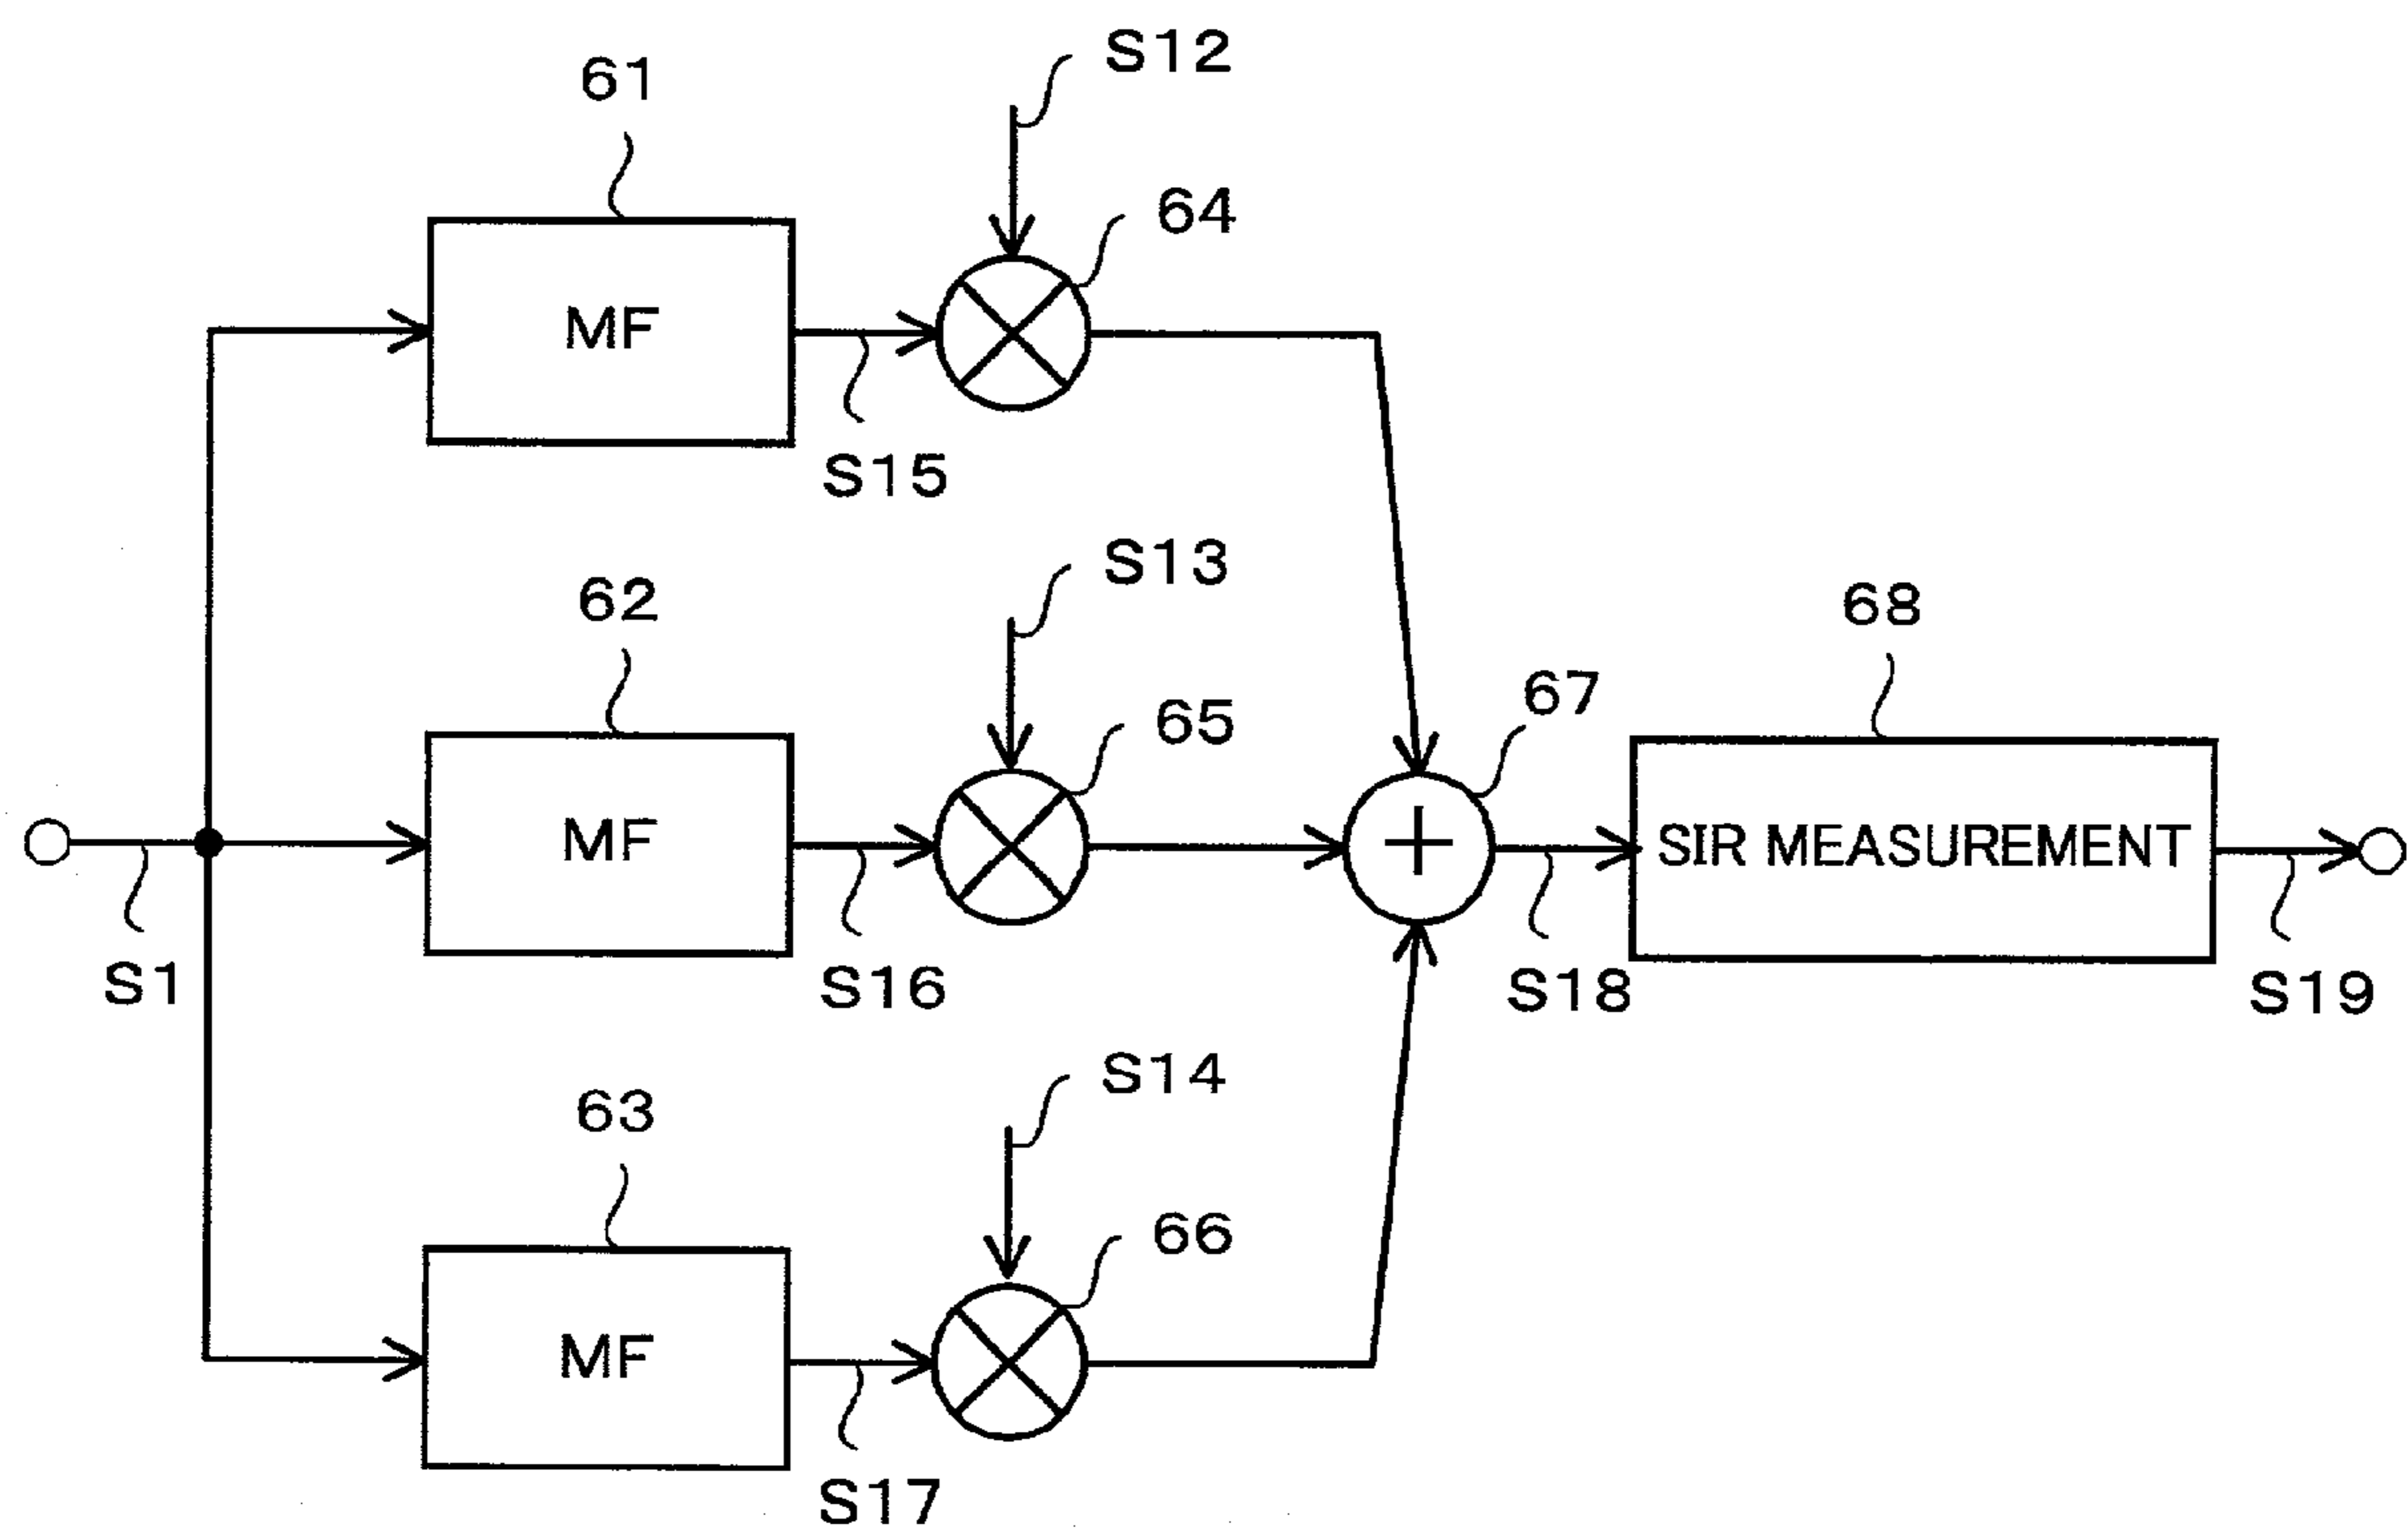 S12
61
64
MF
S15
S13
62
68
65
67
MF
SIR MEASUREMENT
S1
S16
S18
S19
S14
63
66
MF
S17